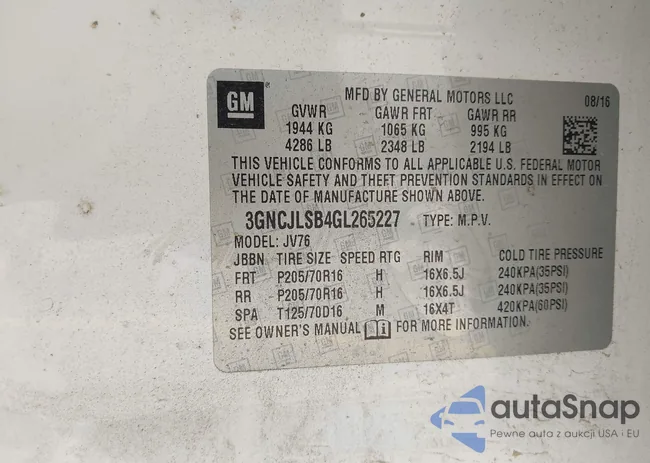 GM
MFD BY GENERAL MOTORS LLC 08/16
GVWR GAWR FRT GAWR RR
1944 KG 1065 KG 995 KG
4286 LB 2348 LB 2194 LB
THIS VEHICLE CONFORMS TO ALL APPLICABLE U.S. FEDERAL MOTOR
VEHICLE SAFETY AND THEFT PREVENTION STANDARDS IN EFFECT ON
THE DATE OF MANUFACTURE SHOWN ABOVE.
3GNCJLSB4GL265227 TYPE: M.P.V.
MODEL: JV76
JBBN TIRE SIZE SPEED RTG RIM COLD TIRE PRESSURE
FRT P205/70R16 H 16X6.5J 240KPA(35PSI)
RR P205/70R16 H 16X6.5J 240KPA(35PSI)
SPA T125/70D16 M 16X4T 420KPA(60PSI)
SEE OWNER'S MANUAL FOR MORE INFORMATION.
autoSnap
Pewne auta z aukcji USA i EU